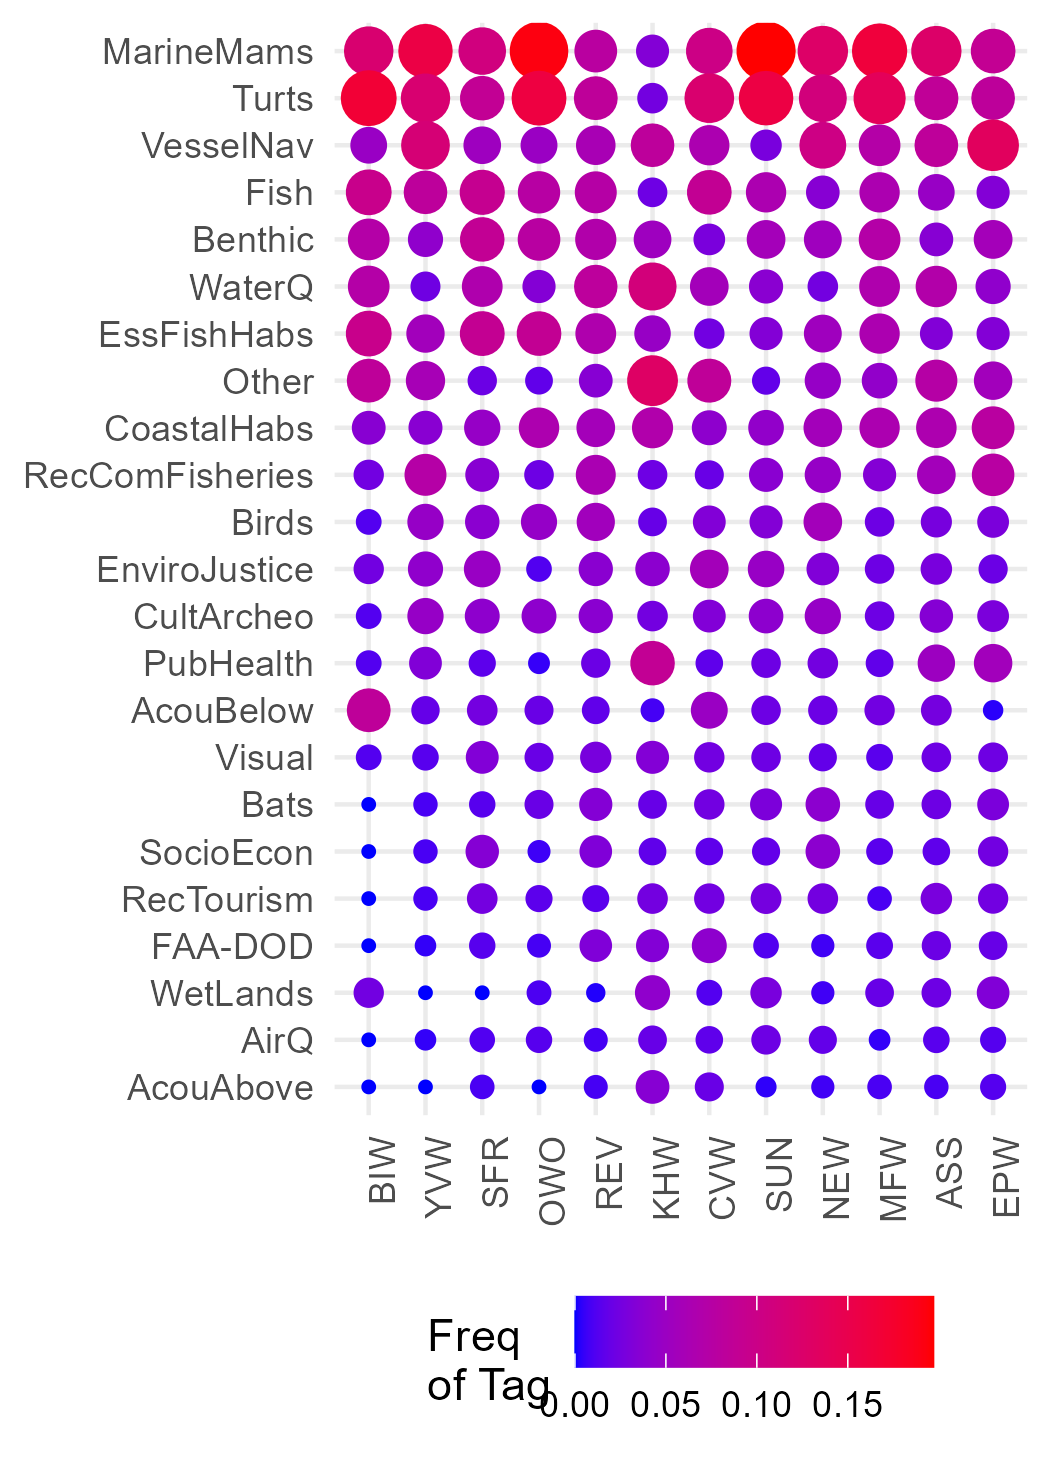 MarineMams
Turts
VesselNav
Fish
Benthic
WaterQ
EssFishHabs
Other
CoastalHabs
RecComFisheries
Birds
EnviroJustice
CultArcheo
PubHealth
AcouBelow
Visual
Bats
SocioEcon
RecTourism
FAA-DOD
WetLands
AirQ
AcouAbove
BIW YVW SFR OWO REV KHW CVW SUN NEW MFW ASS EPW
Freq
of Tag
0.00 0.05 0.10 0.15